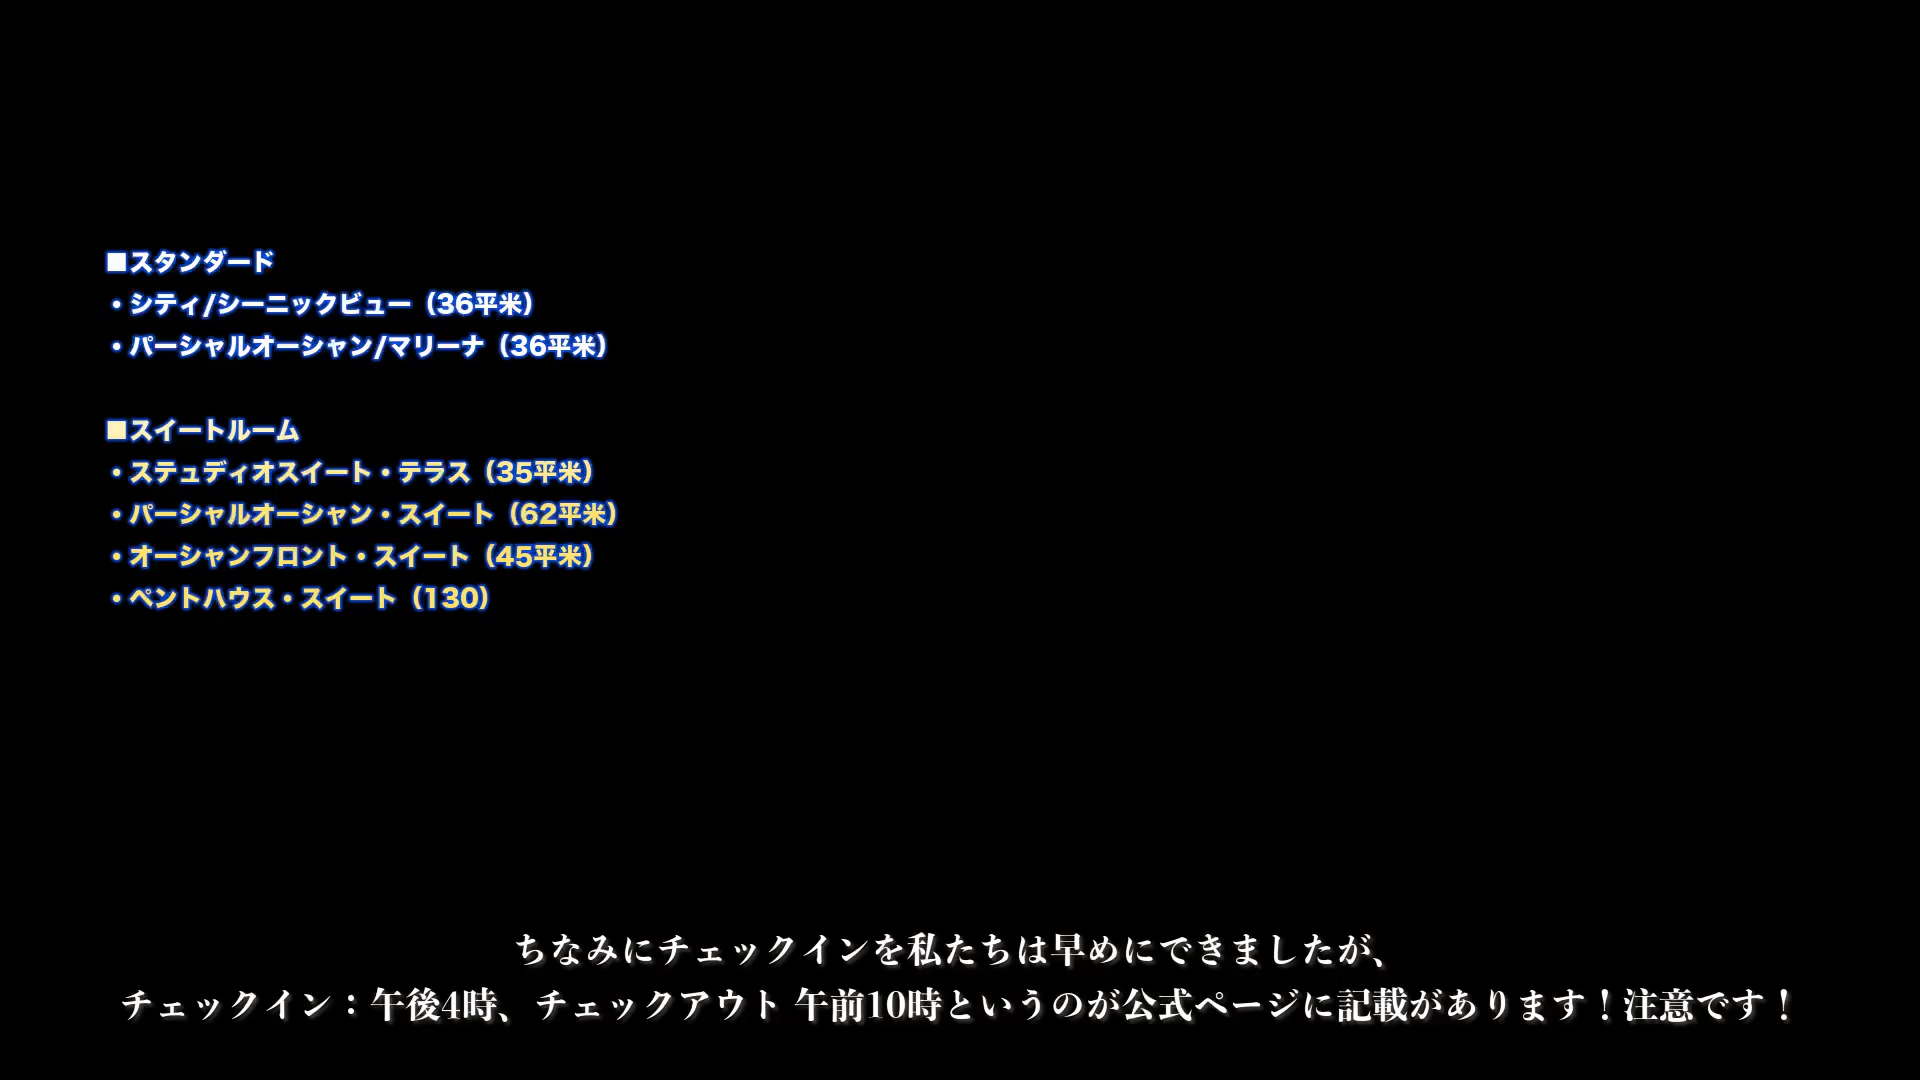 ■スタンダード
・シティ/シーニックビュー（36平米）
・パーシャルオーシャン/マリーナ（36平米）
■スイートルーム
・ステュディオスイート・テラス（35平米）
・パーシャルオーシャン・スイート（62平米）
・オーシャンフロント・スイート（45平米）
・ペントハウス・スイート（130）
ちなみにチェックインを私たちは早めにできましたが、
チェックイン：午後4時、チェックアウト 午前10時というのが公式ページに記載があります！注意です！